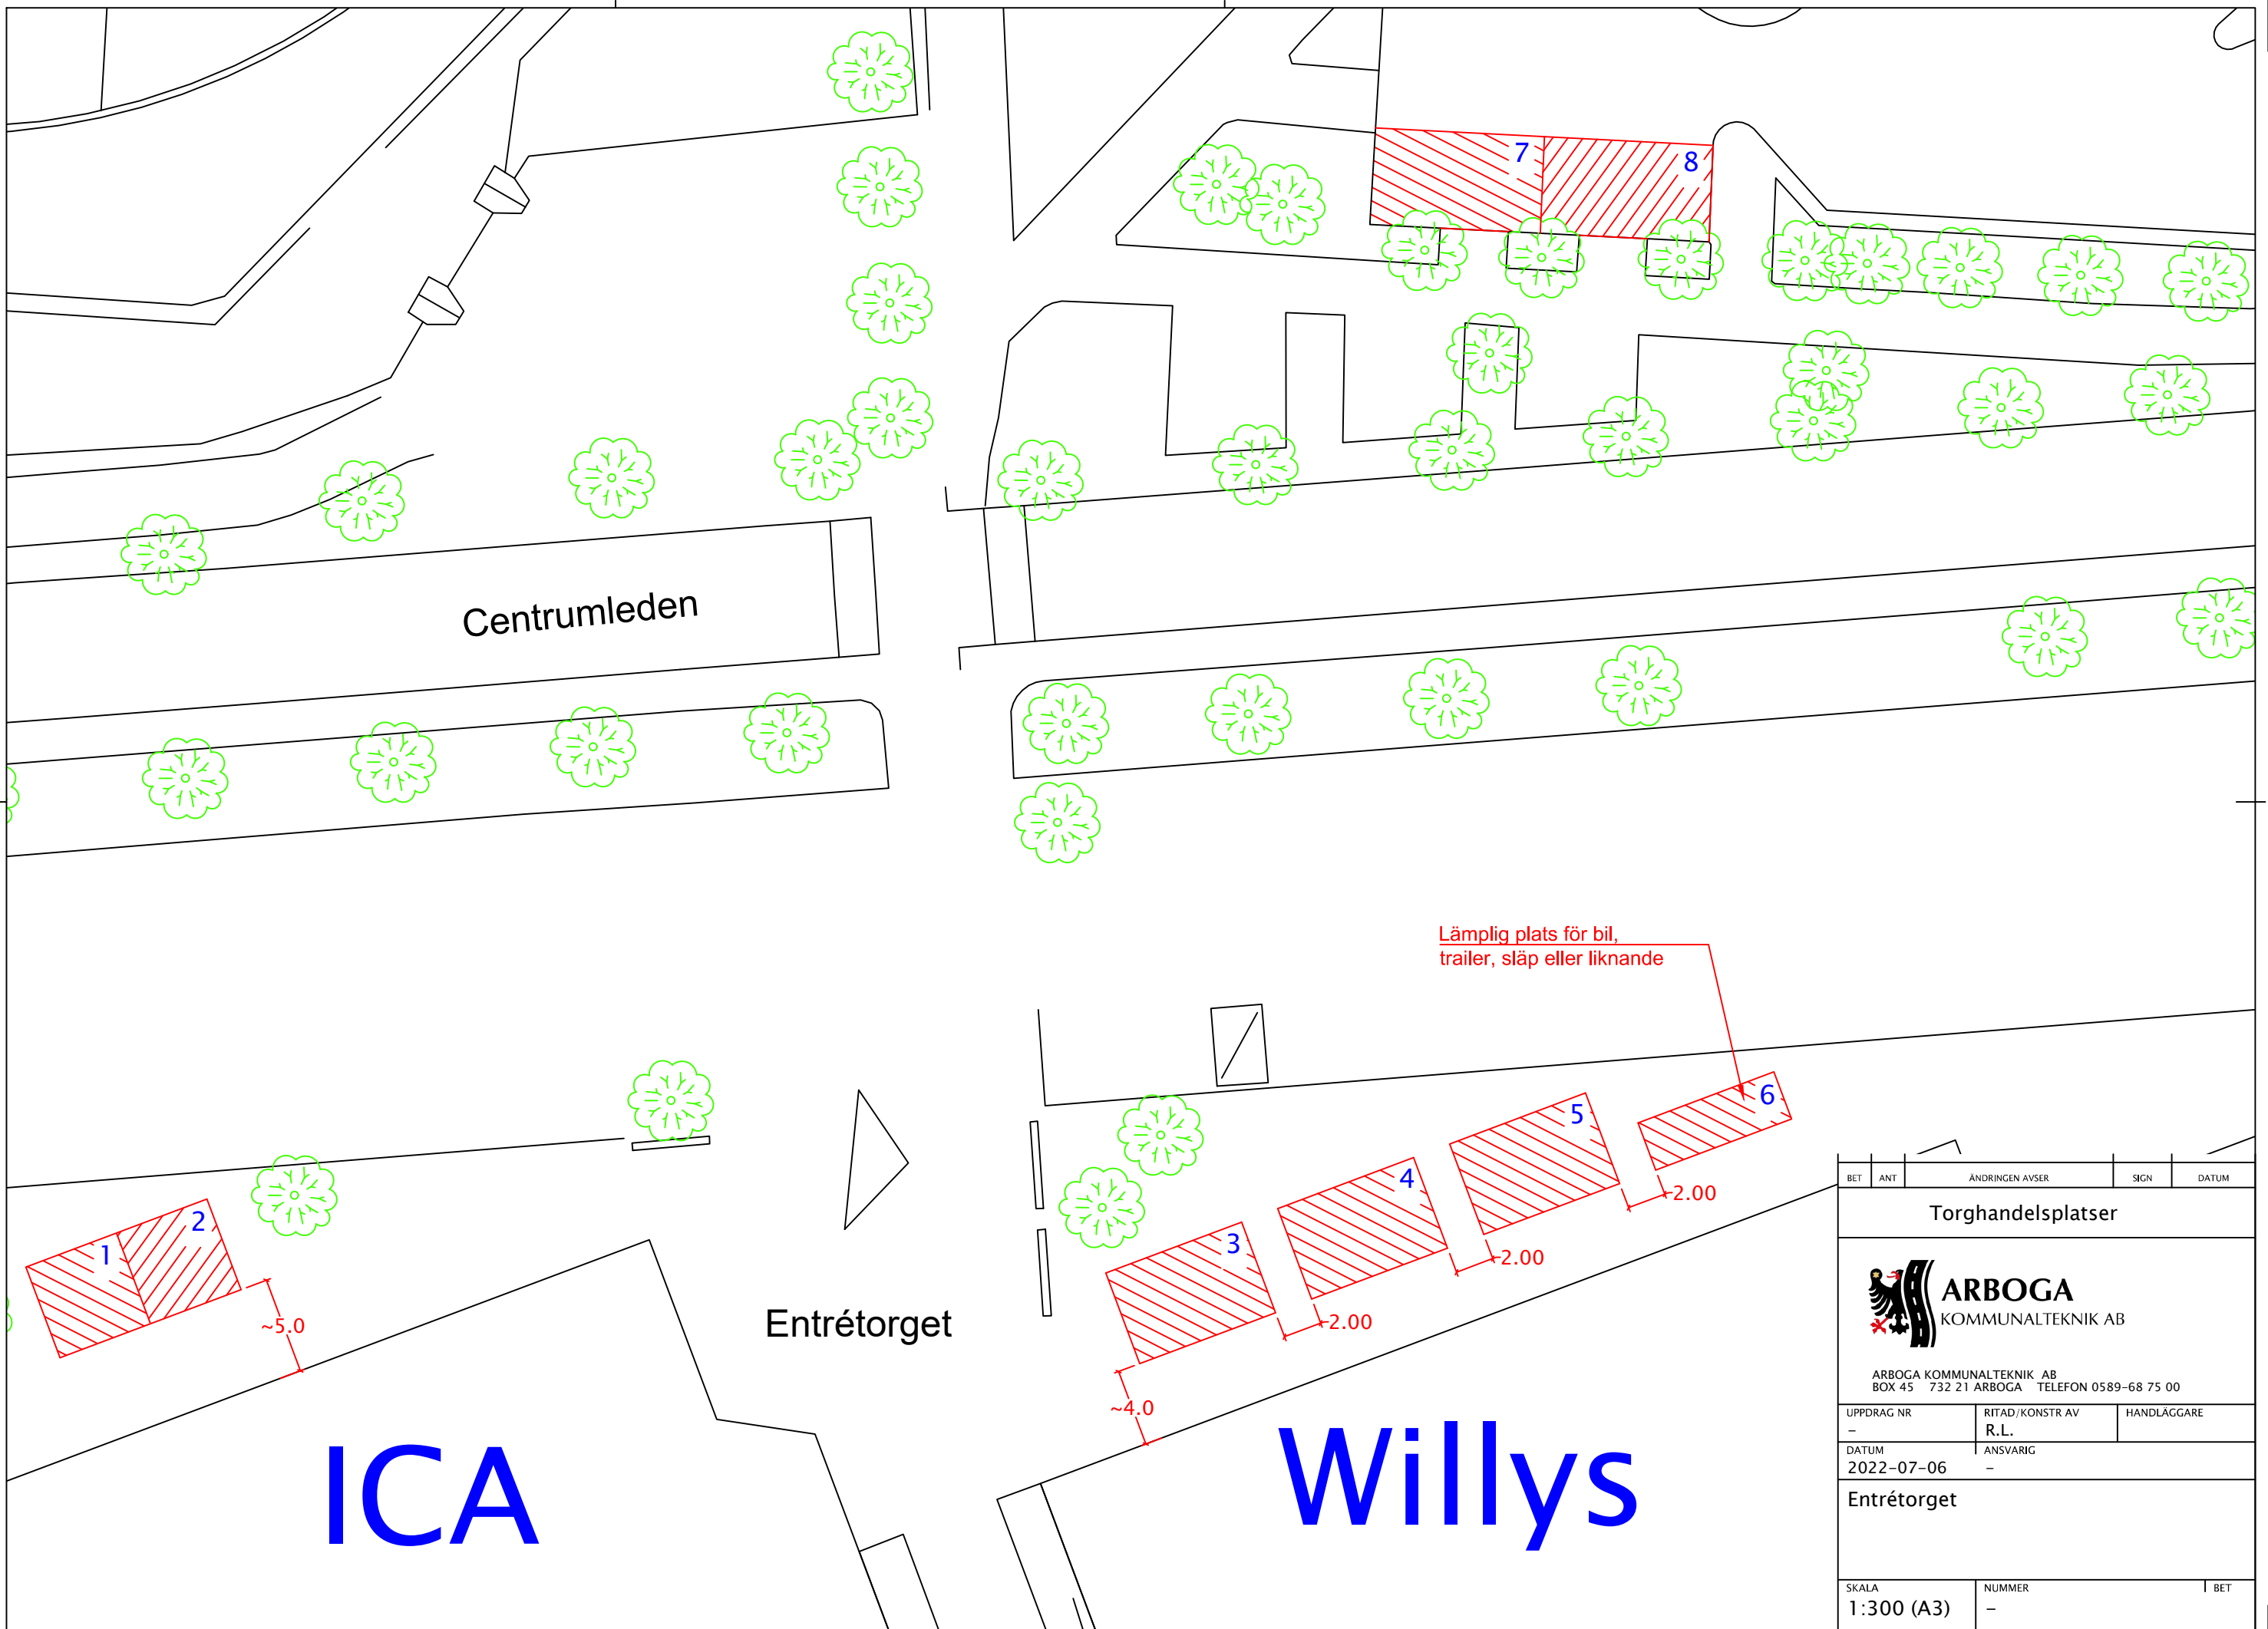 7
8
Centrumleden
Lämplig plats för bil,
trailer, släp eller liknande
6
5
4
3
2
1
-2.00
-2.00
-2.00
~5.0
~4.0
Entrétorget
ICA
Willys
BET ANT ÄNDRINGEN AVSER SIGN DATUM
Torghandelsplatser
ARBOGA
KOMMUNALTEKNIK AB
ARBOGA KOMMUNALTEKNIK AB
BOX 45 732 21 ARBOGA TELEFON 0589-68 75 00
UPPDRAG NR RITAD/KONSTR AV HANDLÄGGARE
- R.L.
DATUM ANSVARIG
2022-07-06 -
Entrétorget
SKALA NUMMER BET
1:300 (A3) -